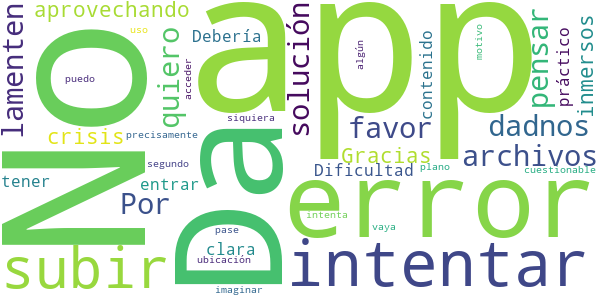 aprovechando
uso
lamenten
No
puedo
quiero
acceder
crisis
precisamente
segundo
tener
entrar
Por
subir
app
Debería
siquiera
Da
pase
clara
ubicación
imaginar
solución
algún
contenido
motivo
pensar
práctico
inmersos
favor
dadnos
Gracias
archivos
Dificultad
plano
cuestionable
error
intenta
vaya
intentar